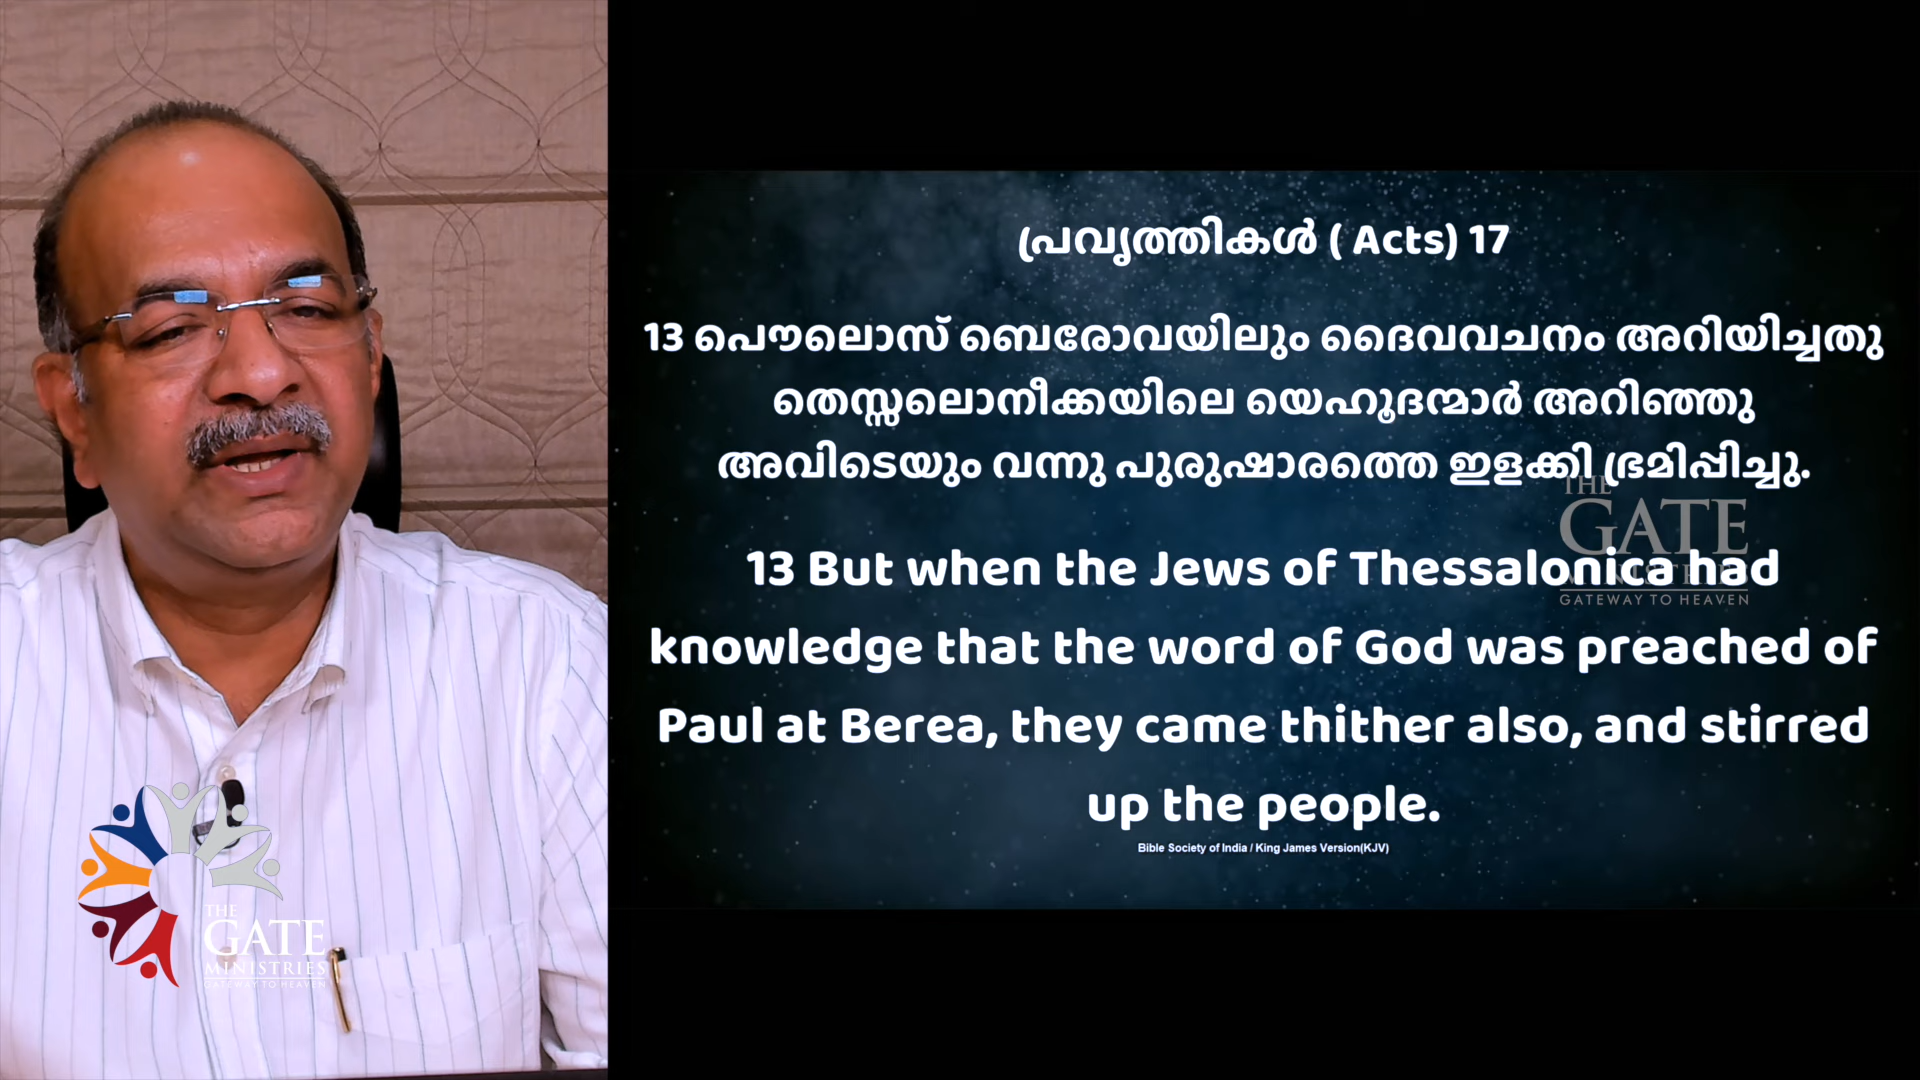 പ്രവൃത്തികൾ ( Acts) 17
13 പൌലൊസ് ബെരോവയിലും ദൈവവചനം അറിയിച്ചതു
തെസ്സലൊനീക്കയിലെ യെഹൂദന്മാർ അറിഞ്ഞു
അവിടെയും വന്നു പുരുഷാരത്തെ ഇളക്കി ഭ്രമിപ്പിച്ചു.
THE
GATE
MINISTRIES
GATEWAY TO HEAVEN
13 But when the Jews of Thessalonica had
knowledge that the word of God was preached of
Paul at Berea, they came thither also, and stirred
up the people.
Bible Society of India / King James Version(KJV)
THE
GATE
MINISTRIES
GATEWAY TO HEAVEN